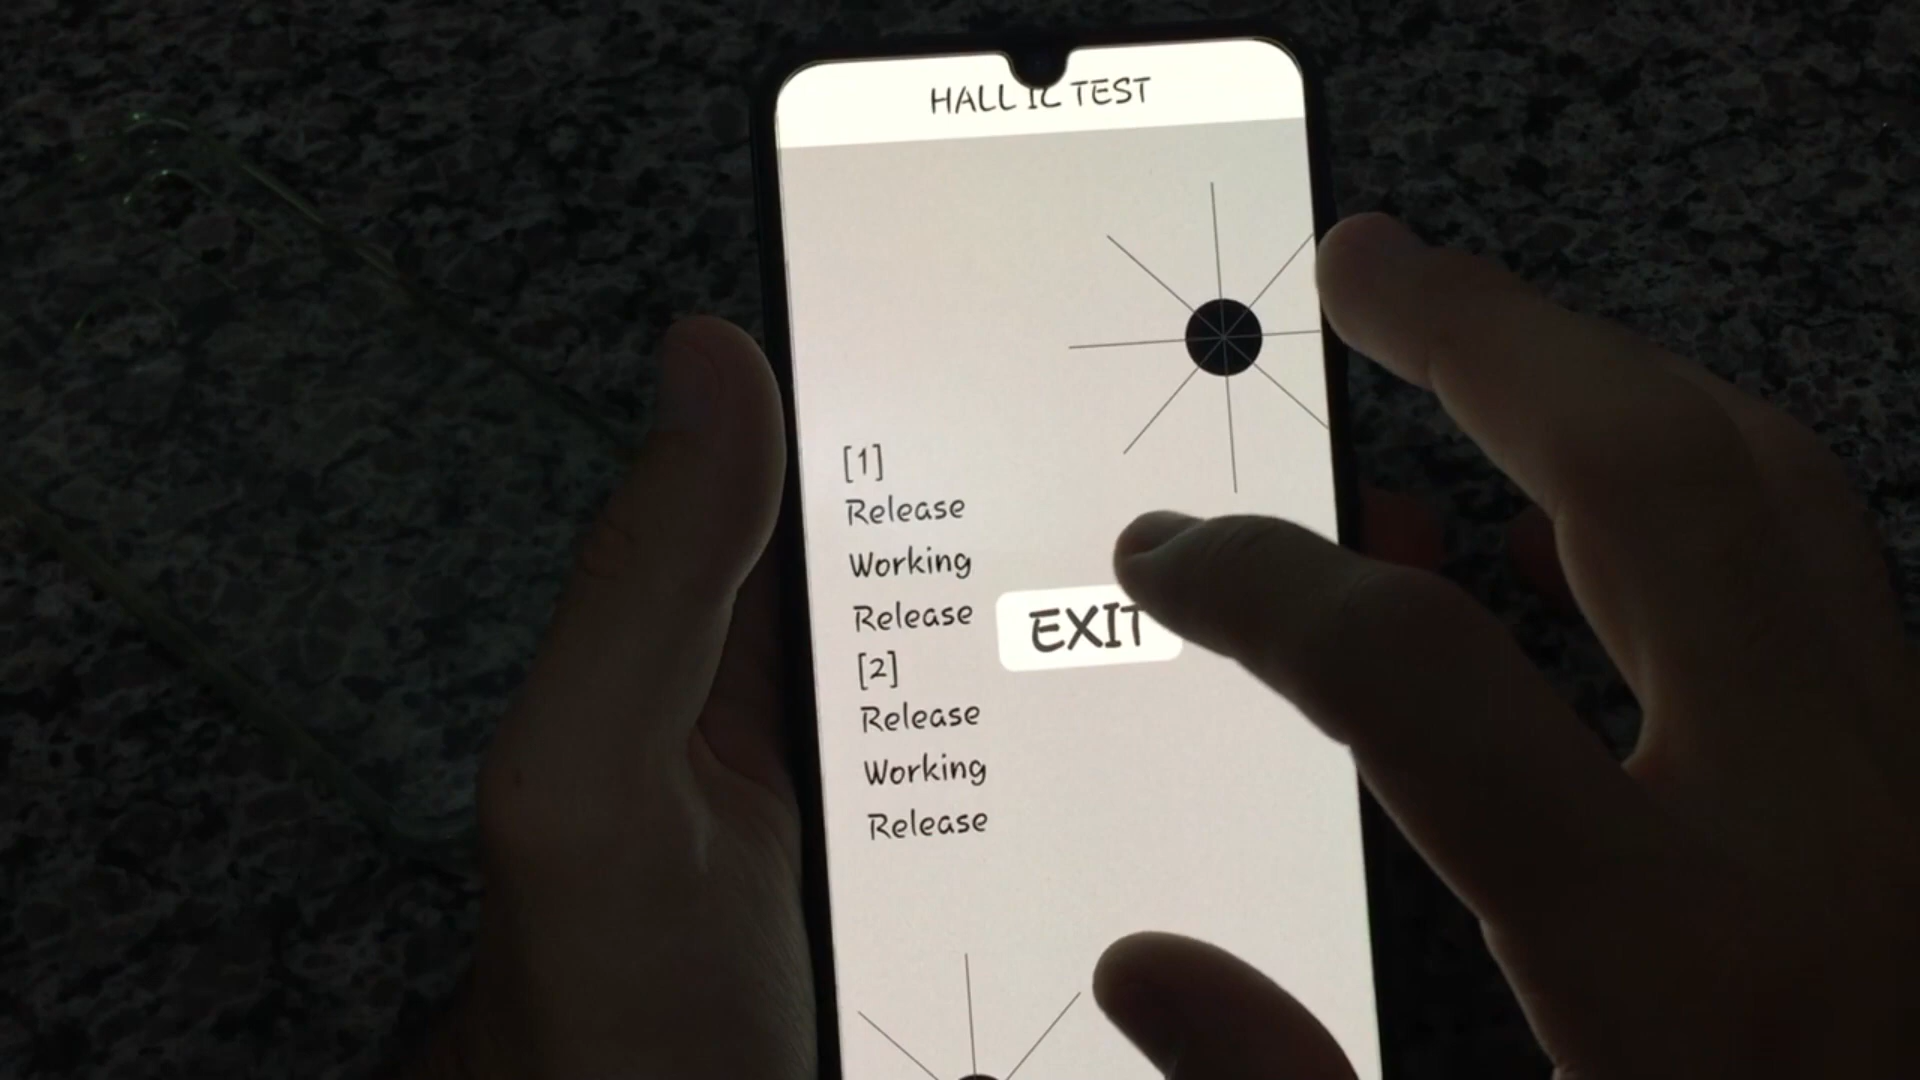 HALL IC TEST
[1]
Release
Working
Release
EXIT
[2]
Release
Working
Release